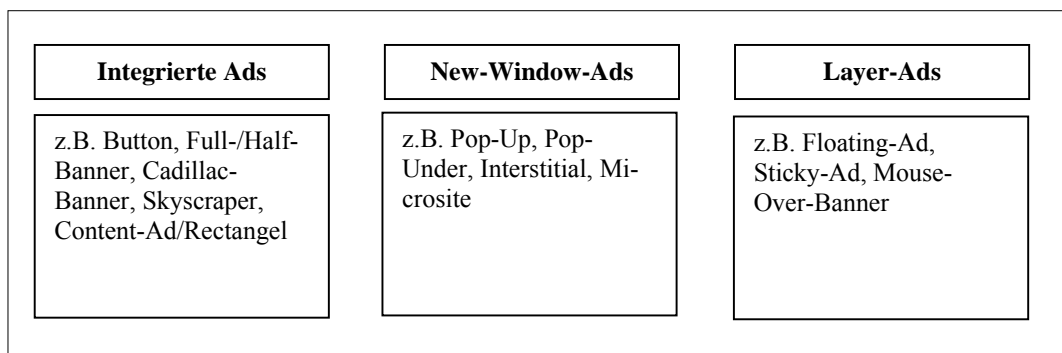 Integrierte Ads
z.B. Button, Full-/Half-
Banner, Cadillac-
Banner, Skyscraper,
Content-Ad/Rectangel
New-Window-Ads
z.B. Pop-Up, Pop-
Under, Interstitial, Mi-
crosite
Layer-Ads
z.B. Floating-Ad,
Sticky-Ad, Mouse-
Over-Banner